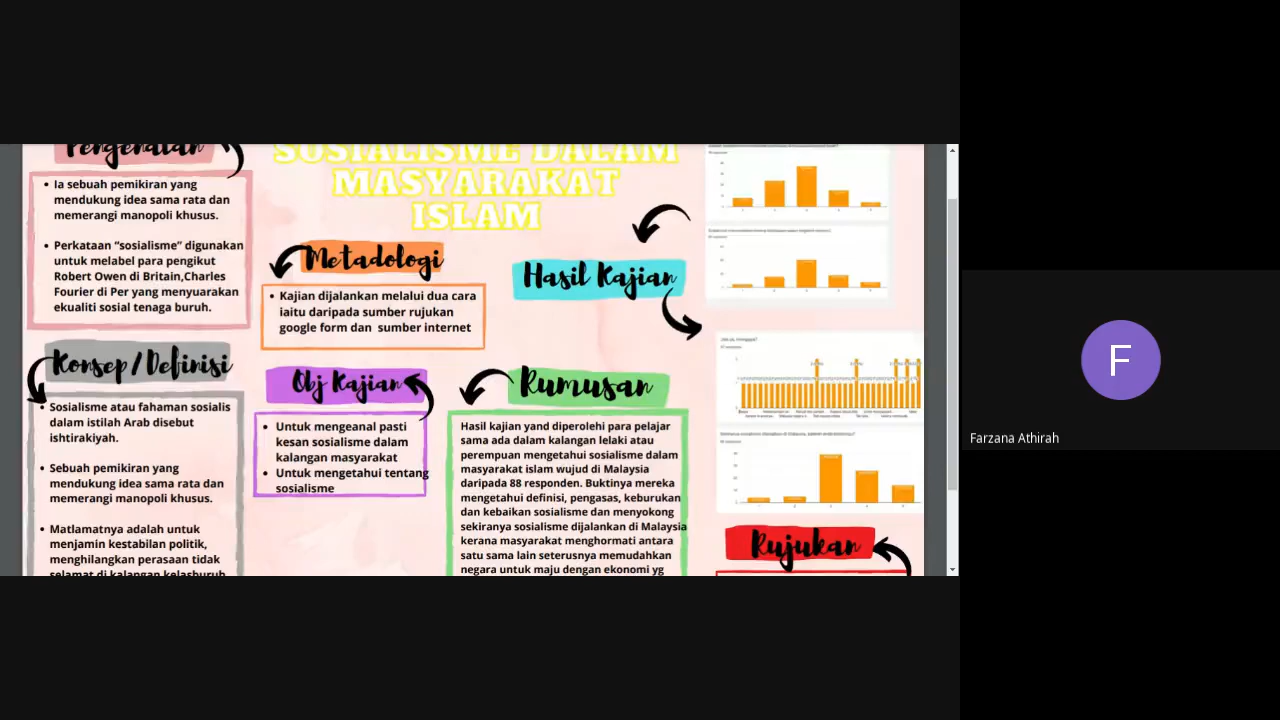 Pengenalan
Ia sebuah pemikiran yang
mendukung idea sama rata dan
memerangi manopoli khusus.
Perkataan “sosialisme” digunakan
untuk melabel para pengikut
Robert Owen di Britain,Charles
Fourier di Per yang menyuarakan
ekualiti sosial tenaga buruh.
Konsep/Definisi
Sosialisme atau fahaman sosialis
dalam istilah Arab disebut
ishtirakiyah.
Sebuah pemikiran yang
mendukung idea sama rata dan
memerangi manopoli khusus.
Matlamatnya adalah untuk
menjamin kestabilan politik,
menghilangkan perasaan tidak
selamat di kalangan kelasburuh
SOSIALISME DALAM
MASYARAKAT
ISLAM
Metadologi
Kajian dijalankan melalui dua cara
iaitu daripada sumber rujukan
google form dan sumber internet
Obj Kajian
Untuk mengeanal pasti
kesan sosialisme dalam
kalangan masyarakat
Untuk mengetahui tentang
sosialisme
Hasil Kajian
Rumusan
Hasil kajian yand diperolehi para pelajar
sama ada dalam kalangan lelaki atau
perempuan mengetahui sosialisme dalam
masyarakat islam wujud di Malaysia
daripada 88 responden. Buktinya mereka
mengetahui definisi, pengasas, keburukan
dan kebaikan sosialisme dan menyokong
sekiranya sosialisme dijalankan di Malaysia
kerana masyarakat menghormati antara
satu sama lain seterusnya memudahkan
negara untuk maju dengan ekonomi yg
Rujukan
F
Farzana Athirah